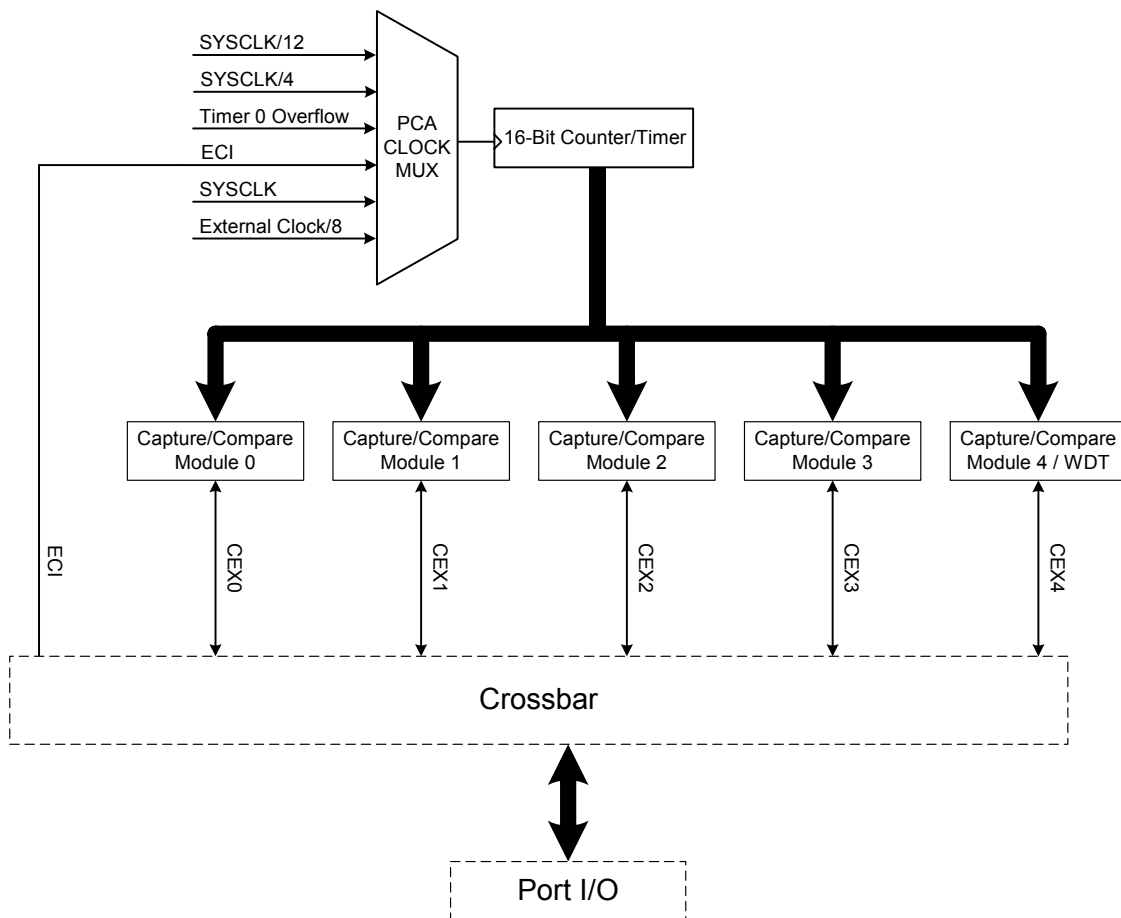 SYSCLK/12
SYSCLK/4
Timer 0 Overflow
ECI
SYSCLK
External Clock/8
PCA
CLOCK
MUX
16-Bit Counter/Timer
Capture/Compare
Module 0
Capture/Compare
Module 1
Capture/Compare
Module 2
Capture/Compare
Module 3
Capture/Compare
Module 4 / WDT
ECI
CEX0
CEX1
CEX2
CEX3
CEX4
Crossbar
Port I/O